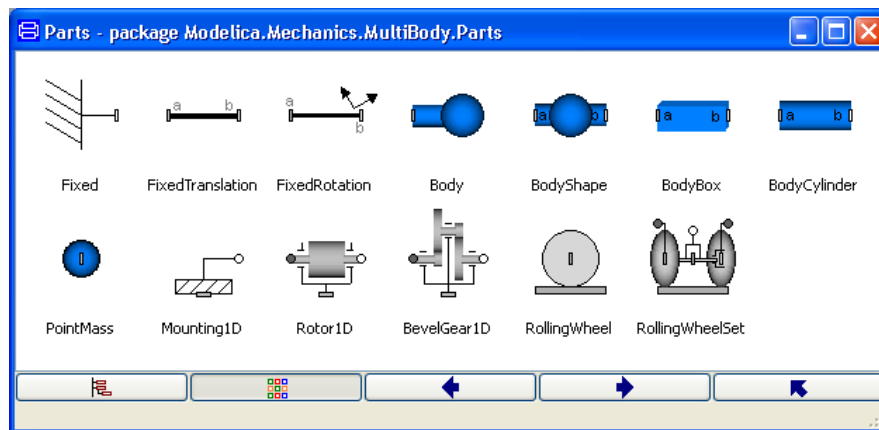 Parts - package Modelica.Mechanics.MultiBody.Parts
a b a b a b a b a b
Fixed FixedTranslation FixedRotation Body BodyShape BodyBox BodyCylinder
PointMass Mounting1D Rotor1D BevelGear1D RollingWheel RollingWheelSet